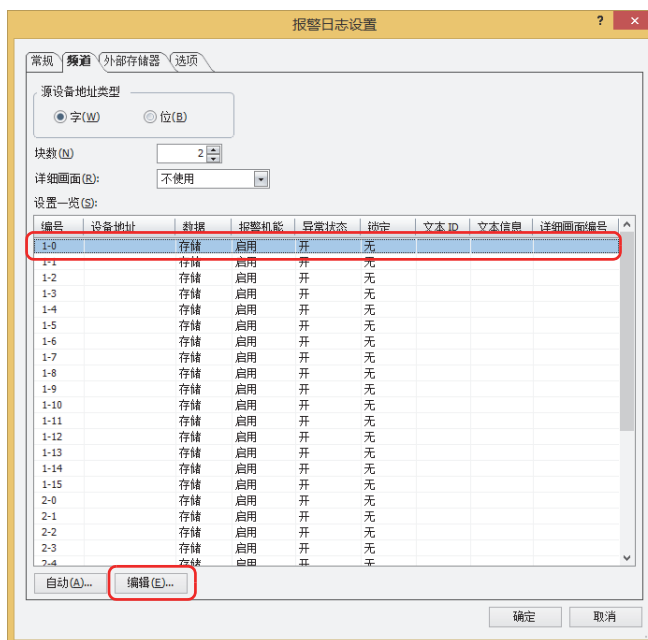 报警日志设置 ? ×
常规 频道 外部存储器 选项
源设备地址类型
字(W) 位(B)
块数(N) 2
详细画面(R): 不使用
设置一览(S):
编号 设备地址 数据 报警机能 异常状态 锁定 文本 ID 文本信息 详细画面编号
1-0 存储 启用 开 无
1-1 存储 启用 开 无
1-2 存储 启用 开 无
1-3 存储 启用 开 无
1-4 存储 启用 开 无
1-5 存储 启用 开 无
1-6 存储 启用 开 无
1-7 存储 启用 开 无
1-8 存储 启用 开 无
1-9 存储 启用 开 无
1-10 存储 启用 开 无
1-11 存储 启用 开 无
1-12 存储 启用 开 无
1-13 存储 启用 开 无
1-14 存储 启用 开 无
1-15 存储 启用 开 无
2-0 存储 启用 开 无
2-1 存储 启用 开 无
2-2 存储 启用 开 无
2-3 存储 启用 开 无
2-4 存储 启用 开 无
自动(A)... 编辑(E)...
确定 取消